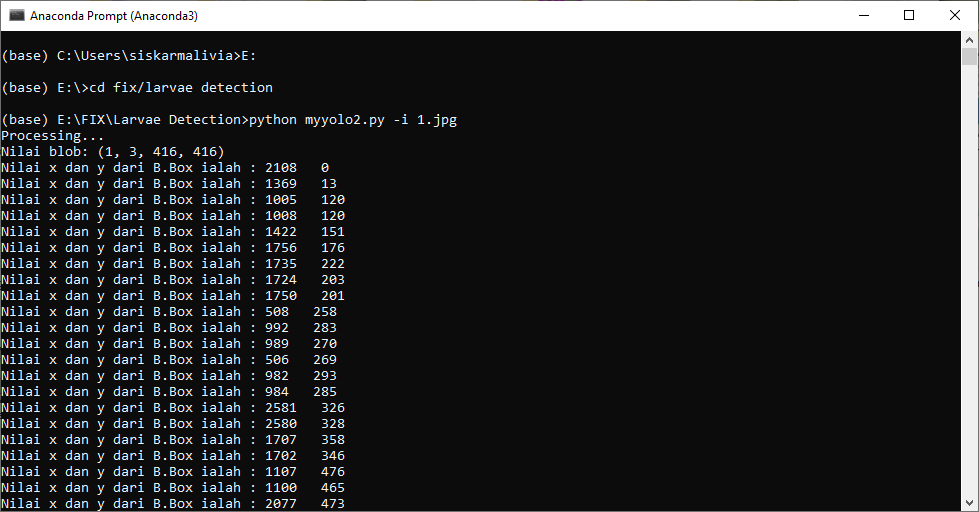 Anaconda Prompt (Anaconda3)
(base) C:\Users\siskarmalivia>E:
(base) E:\>cd fix/larvae detection
(base) E:\FIX\Larvae Detection>python myyolo2.py -i 1.jpg
Processing...
Nilai blob: (1, 3, 416, 416)
Nilai x dan y dari B.Box ialah : 2108   0
Nilai x dan y dari B.Box ialah : 1369   13
Nilai x dan y dari B.Box ialah : 1005   120
Nilai x dan y dari B.Box ialah : 1008   120
Nilai x dan y dari B.Box ialah : 1422   151
Nilai x dan y dari B.Box ialah : 1756   176
Nilai x dan y dari B.Box ialah : 1735   222
Nilai x dan y dari B.Box ialah : 1724   203
Nilai x dan y dari B.Box ialah : 1750   201
Nilai x dan y dari B.Box ialah : 508   258
Nilai x dan y dari B.Box ialah : 992   283
Nilai x dan y dari B.Box ialah : 989   270
Nilai x dan y dari B.Box ialah : 506   269
Nilai x dan y dari B.Box ialah : 982   293
Nilai x dan y dari B.Box ialah : 984   285
Nilai x dan y dari B.Box ialah : 2581   326
Nilai x dan y dari B.Box ialah : 2580   328
Nilai x dan y dari B.Box ialah : 1707   358
Nilai x dan y dari B.Box ialah : 1702   346
Nilai x dan y dari B.Box ialah : 1107   476
Nilai x dan y dari B.Box ialah : 1100   465
Nilai x dan y dari B.Box ialah : 2077   473